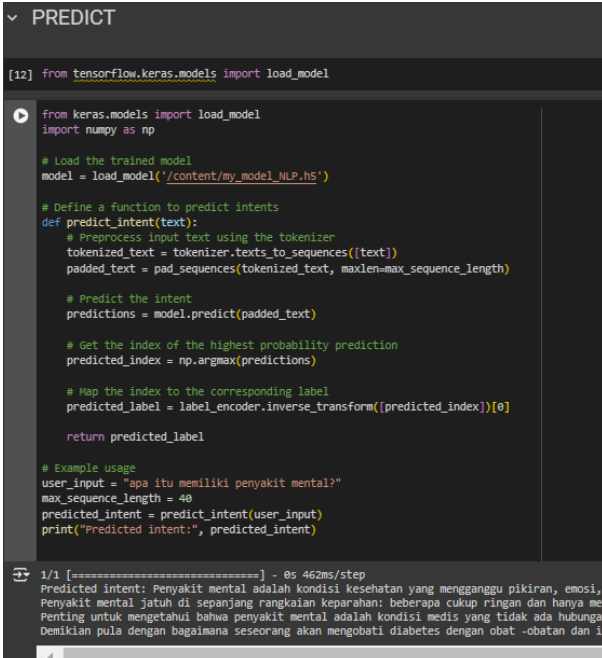 PREDICT
[12] from tensorflow.keras.models import load_model
from keras.models import load_model
import numpy as np
# Load the trained model
model = load_model('/content/my_model_NLP.h5')
# Define a function to predict intents
def predict_intent(text):
# Preprocess input text using the tokenizer
tokenized_text = tokenizer.texts_to_sequences([text])
padded_text = pad_sequences(tokenized_text, maxlen=max_sequence_length)
# Predict the intent
predictions = model.predict(padded_text)
# Get the index of the highest probability prediction
predicted_index = np.argmax(predictions)
# Map the index to the corresponding label
predicted_label = label_encoder.inverse_transform([predicted_index])[0]
return predicted_label
# Example usage
user_input = "apa itu memiliki penyakit mental?"
max_sequence_length = 40
predicted_intent = predict_intent(user_input)
print("Predicted intent:", predicted_intent)
1/1 [==============================] - 0s 462ms/step
Predicted intent: Penyakit mental adalah kondisi kesehatan yang mengganggu pikiran, emosi,
Penyakit mental jatuh di sepanjang rangkaian keparahan: beberapa cukup ringan dan hanya me
Penting untuk mengetahui bahwa penyakit mental adalah kondisi medis yang tidak ada hubunga
Demikian pula dengan bagaimana seseorang akan mengobati diabetes dengan obat -obatan dan i